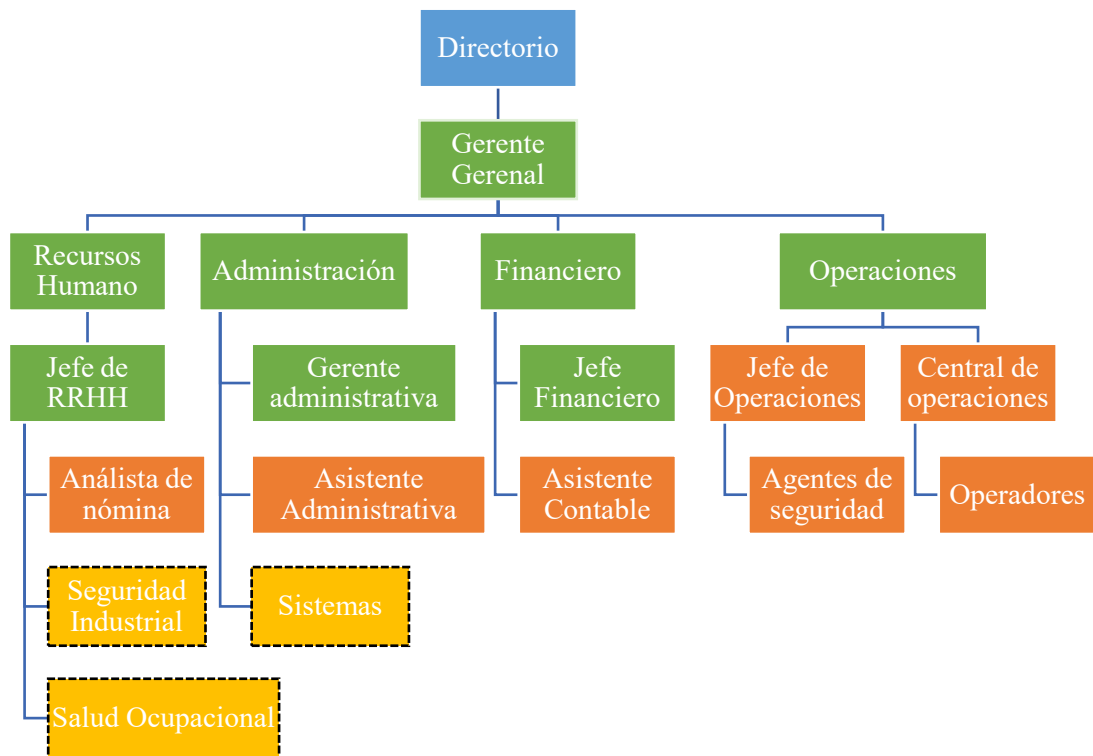 Directorio
Gerente
Gerenal
Recursos
Humano
Administración
Financiero
Operaciones
Jefe de
RRHH
Gerente
administrativa
Jefe
Financiero
Jefe de
Operaciones
Central de
operaciones
Análista de
nómina
Asistente
Administrativa
Asistente
Contable
Agentes de
seguridad
Operadores
Seguridad
Industrial
Sistemas
Salud Ocupacional